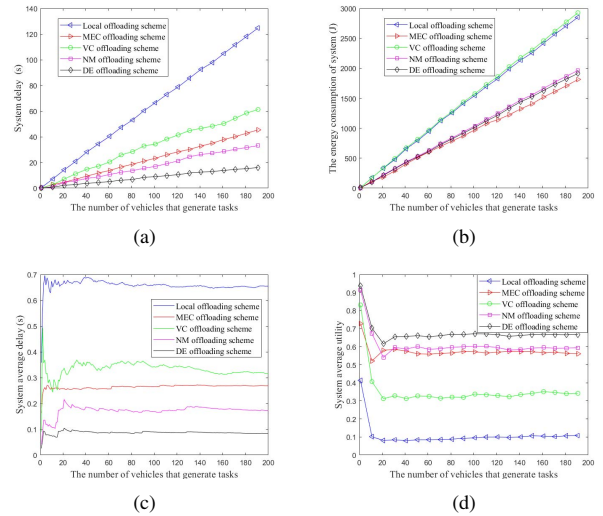 140
120
100
80
60
40
20
0
System delay (s)
Local offloading scheme
MEC offloading scheme
VC offloading scheme
NM offloading scheme
DE offloading scheme
0 20 40 60 80 100 120 140 160 180 200
The number of vehicles that generate tasks
(a)
3000
2500
2000
1500
1000
500
0
The energy consumption of system (J)
Local offloading scheme
MEC offloading scheme
VC offloading scheme
NM offloading scheme
DE offloading scheme
0 20 40 60 80 100 120 140 160 180 200
The number of vehicles that generate tasks
(b)
0.7
0.6
0.5
0.4
0.3
0.2
0.1
0
System average delay (s)
Local offloading scheme
MEC offloading scheme
VC offloading scheme
NM offloading scheme
DE offloading scheme
1 21 40 60 80 100 120 140 160 180 200
The number of vehicles that generate tasks
(c)
1
0.9
0.8
0.7
0.6
0.5
0.4
0.3
0.2
0.1
0
System average utility
Local offloading scheme
MEC offloading scheme
VC offloading scheme
NM offloading scheme
DE offloading scheme
0 20 40 60 80 100 120 140 160 180 200
The number of vehicles that generate tasks
(d)